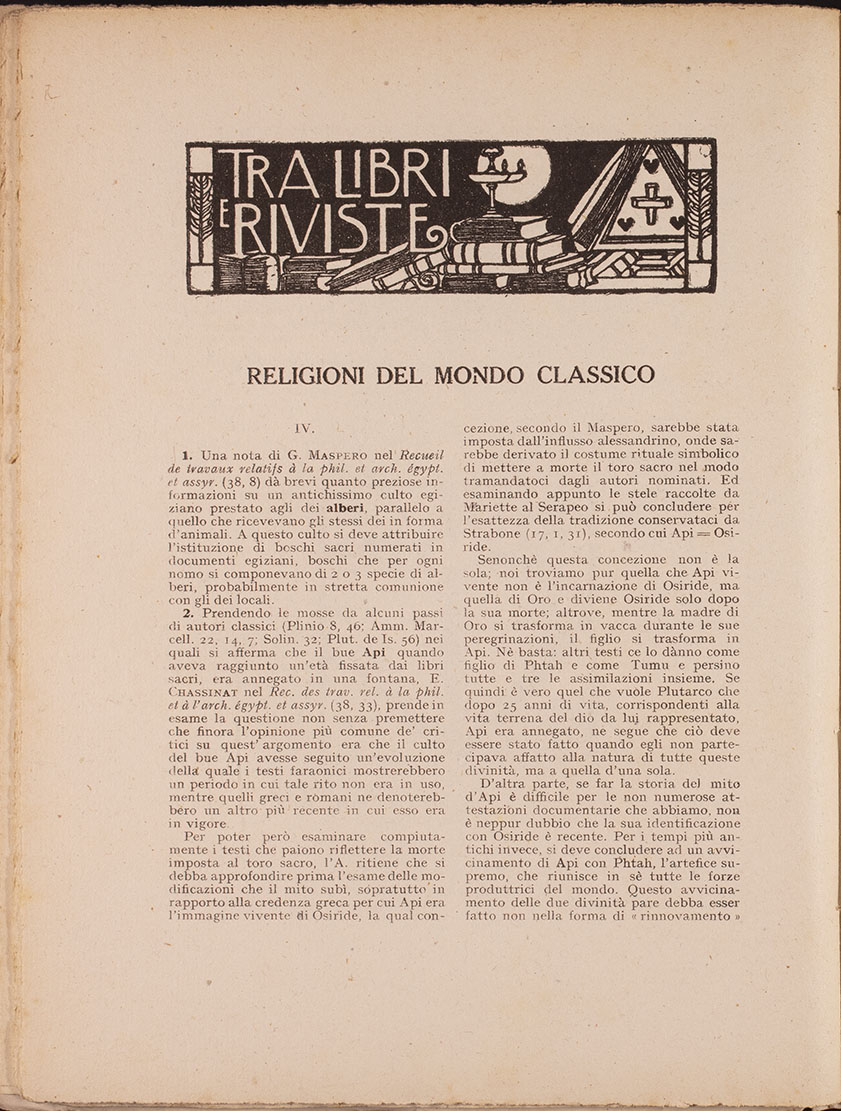 TRA LIBRI
E RIVISTE
RELIGIONI DEL MONDO CLASSICO
IV.
1. Una nota di G. MASPERO nel Recueil
de travaux relatifs à la phil. et arch. égypt.
et assyr. (38, 8) dà brevi quanto preziose in-
formazioni su un antichissimo culto egi-
ziano prestato agli dei alberi, parallelo a
quello che ricevevano gli stessi dei in forma
d'animali. A questo culto si deve attribuire
l'istituzione di boschi sacri numerati in
documenti egiziani, boschi che per ogni
nomo si componevano di 2 o 3 specie di al-
beri, probabilmente in stretta comunione
con gli dei locali.
2. Prendendo le mosse da alcuni passi
di autori classici (Plinio 8, 46; Amm. Mar-
cell. 22, 14, 7; Solin. 32; Plut. de Is. 56) nei
quali si afferma che il bue Api quando
aveva raggiunto un'età fissata dai libri
sacri, era annegato in una fontana, E.
CHASSINAT nel Rec. des trav. rel. à la phil.
et à l'arch. égypt. et assyr. (38, 33), prende in
esame la questione non senza premettere
che finora l'opinione più comune de' cri-
tici su quest' argomento era che il culto
del bue Api avesse seguito un'evoluzione
della quale i testi faraonici mostrerebbero
un periodo in cui tale rito non era in uso,
mentre quelli greci e romani ne denotereb-
bero un altro più recente in cui esso era
in vigore.
Per poter però esaminare compiuta-
mente i testi che paiono riflettere la morte
imposta al toro sacro, l'A. ritiene che si
debba approfondire prima l'esame delle mo-
dificazioni che il mito subì, sopratutto in
rapporto alla credenza greca per cui Api era
l'immagine vivente di Osiride, la qual con-
cezione, secondo il Maspero, sarebbe stata
imposta dall'influsso alessandrino, onde sa-
rebbe derivato il costume rituale simbolico
di mettere a morte il toro sacro nel modo
tramandatoci dagli autori nominati. Ed
esaminando appunto le stele raccolte da
Mariette al Serapeo si può concludere per
l'esattezza della tradizione conservataci da
Strabone (17, 1, 31), secondo cui Api = Osi-
ride.
Senonchè questa concezione non è la
sola; noi troviamo pur quella che Api vi-
vente non è l'incarnazione di Osiride, ma
quella di Oro e diviene Osiride solo dopo
la sua morte; altrove, mentre la madre di
Oro si trasforma in vacca durante le sue
peregrinazioni, il figlio si trasforma in
Api. Nè basta: altri testi ce lo dànno come
figlio di Phtah e come Tumu e persino
tutte e tre le assimilazioni insieme. Se
quindi è vero quel che vuole Plutarco che
dopo 25 anni di vita, corrispondenti alla
vita terrena del dio da lui rappresentato,
Api era annegato, ne segue che ciò deve
essere stato fatto quando egli non parte-
cipava affatto alla natura di tutte queste
divinità, ma a quella d'una sola.
D'altra parte, se far la storia del mito
d'Api è difficile per le non numerose at-
testazioni documentarie che abbiamo, non
è neppur dubbio che la sua identificazione
con Osiride è recente. Per i tempi più an-
tichi invece, si deve concludere ad un avvi-
cinamento di Api con Phtah, l'artefice su-
premo, che riunisce in sè tutte le forze
produttrici del mondo. Questo avvicina-
mento delle due divinità pare debba esser
fatto non nella forma di « rinnovamento »